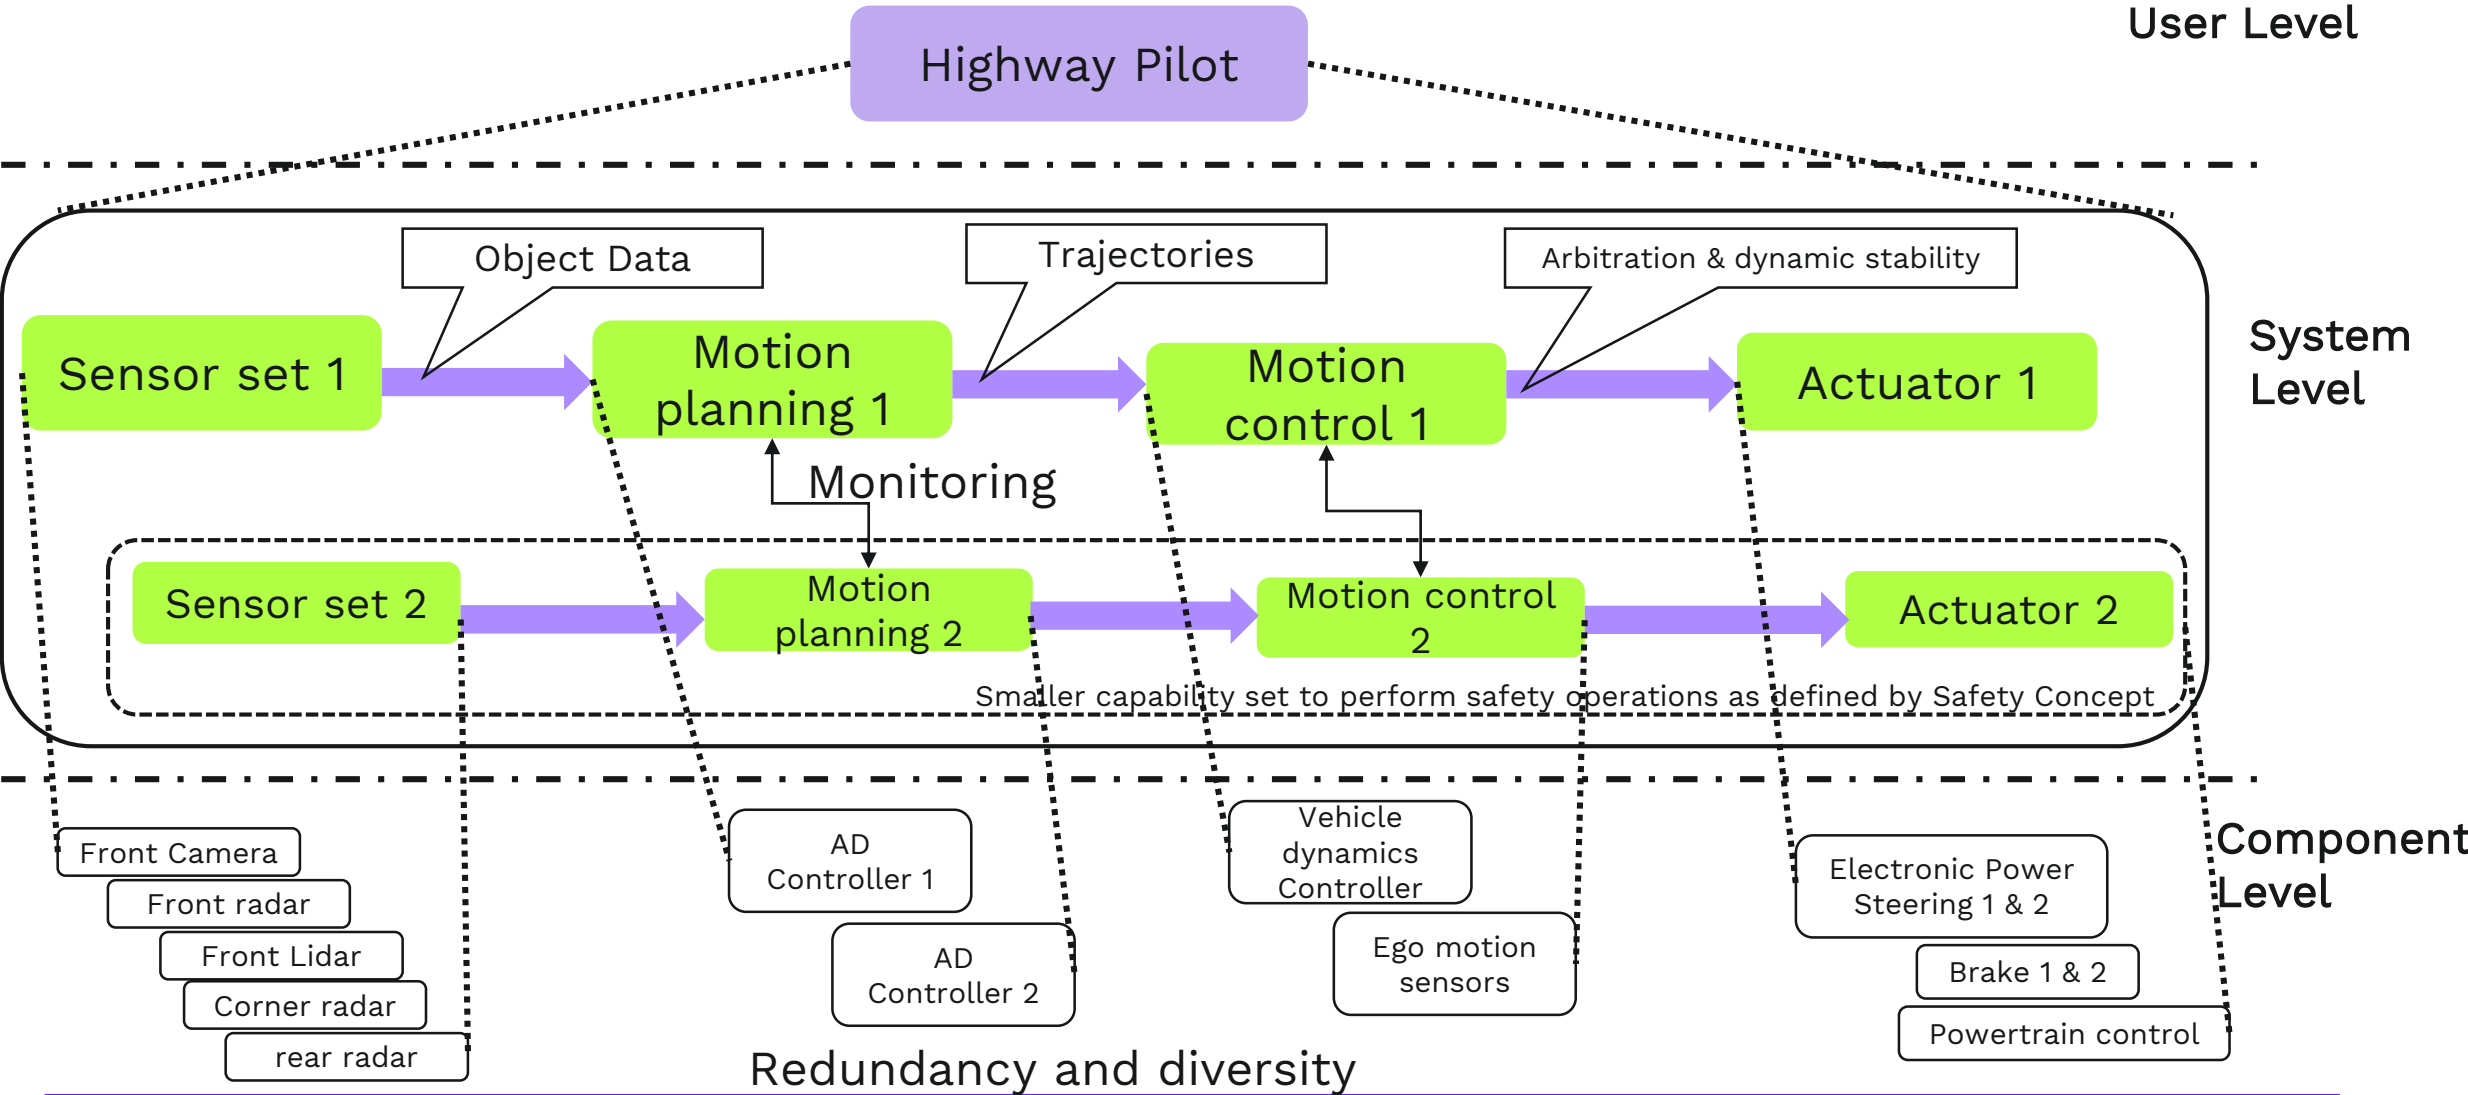 User Level
Highway Pilot
Object Data
Trajectories
Arbitration & dynamic stability
System
Level
Sensor set 1
Motion
planning 1
Motion
control 1
Actuator 1
Monitoring
Sensor set 2
Motion
planning 2
Motion control
2
Actuator 2
Smaller capability set to perform safety operations as defined by Safety Concept
Component
Level
Front Camera
Front radar
Front Lidar
Corner radar
rear radar
AD
Controller 1
AD
Controller 2
Vehicle
dynamics
Controller
Ego motion
sensors
Electronic Power
Steering 1 & 2
Brake 1 & 2
Powertrain control
Redundancy and diversity